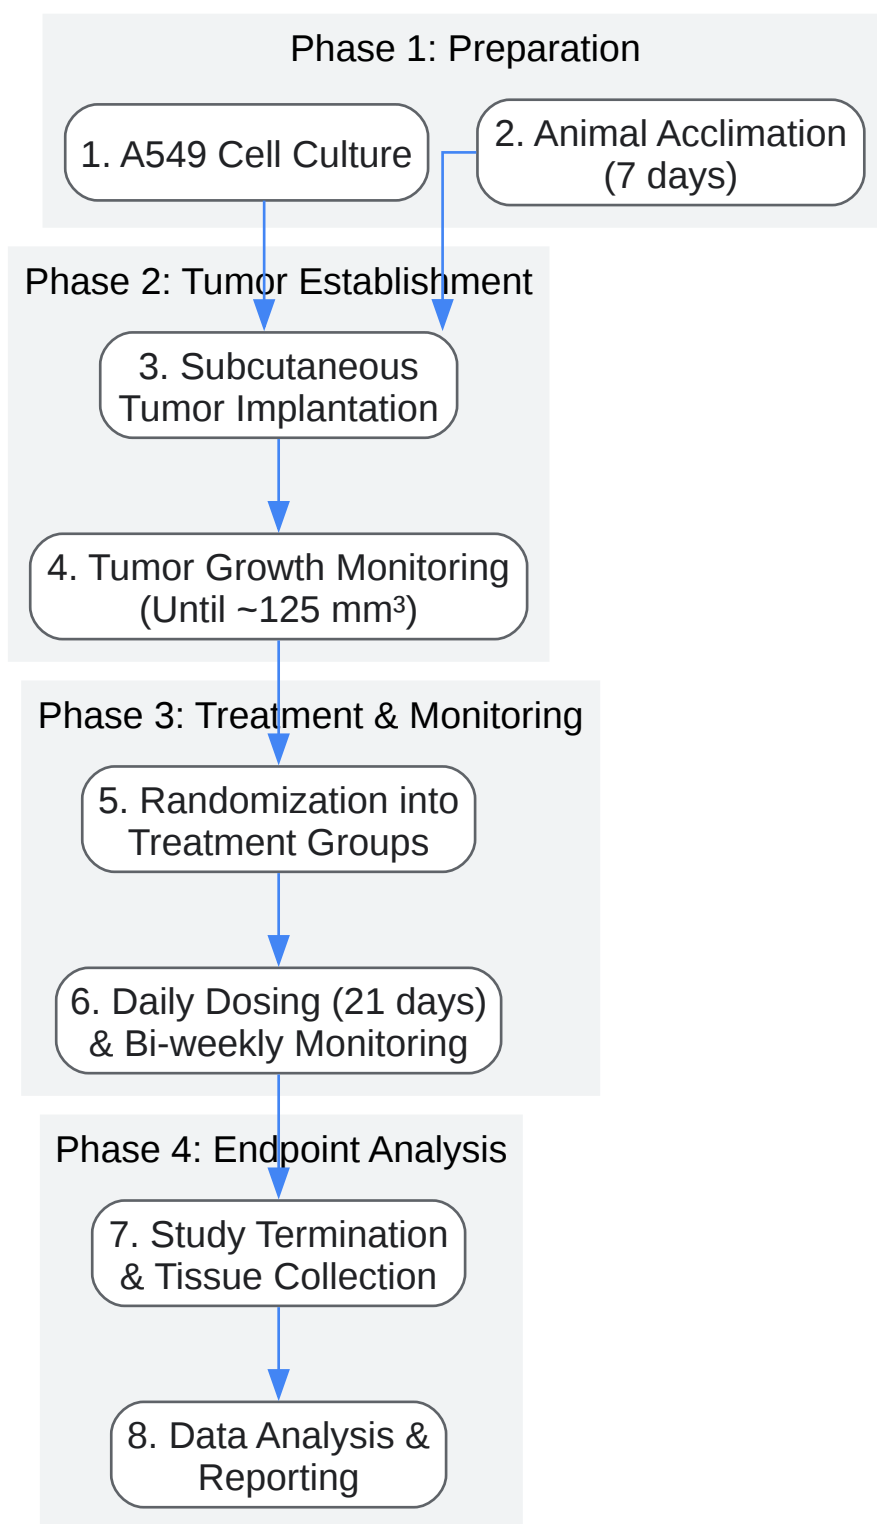 Phase 1: Preparation
1. A549 Cell Culture
2. Animal Acclimation
(7 days)
Phase 2: Tumor Establishment
3. Subcutaneous
Tumor Implantation
4. Tumor Growth Monitoring
(Until ~125 mm³)
Phase 3: Treatment & Monitoring
5. Randomization into
Treatment Groups
6. Daily Dosing (21 days)
& Bi-weekly Monitoring
Phase 4: Endpoint Analysis
7. Study Termination
& Tissue Collection
8. Data Analysis &
Reporting